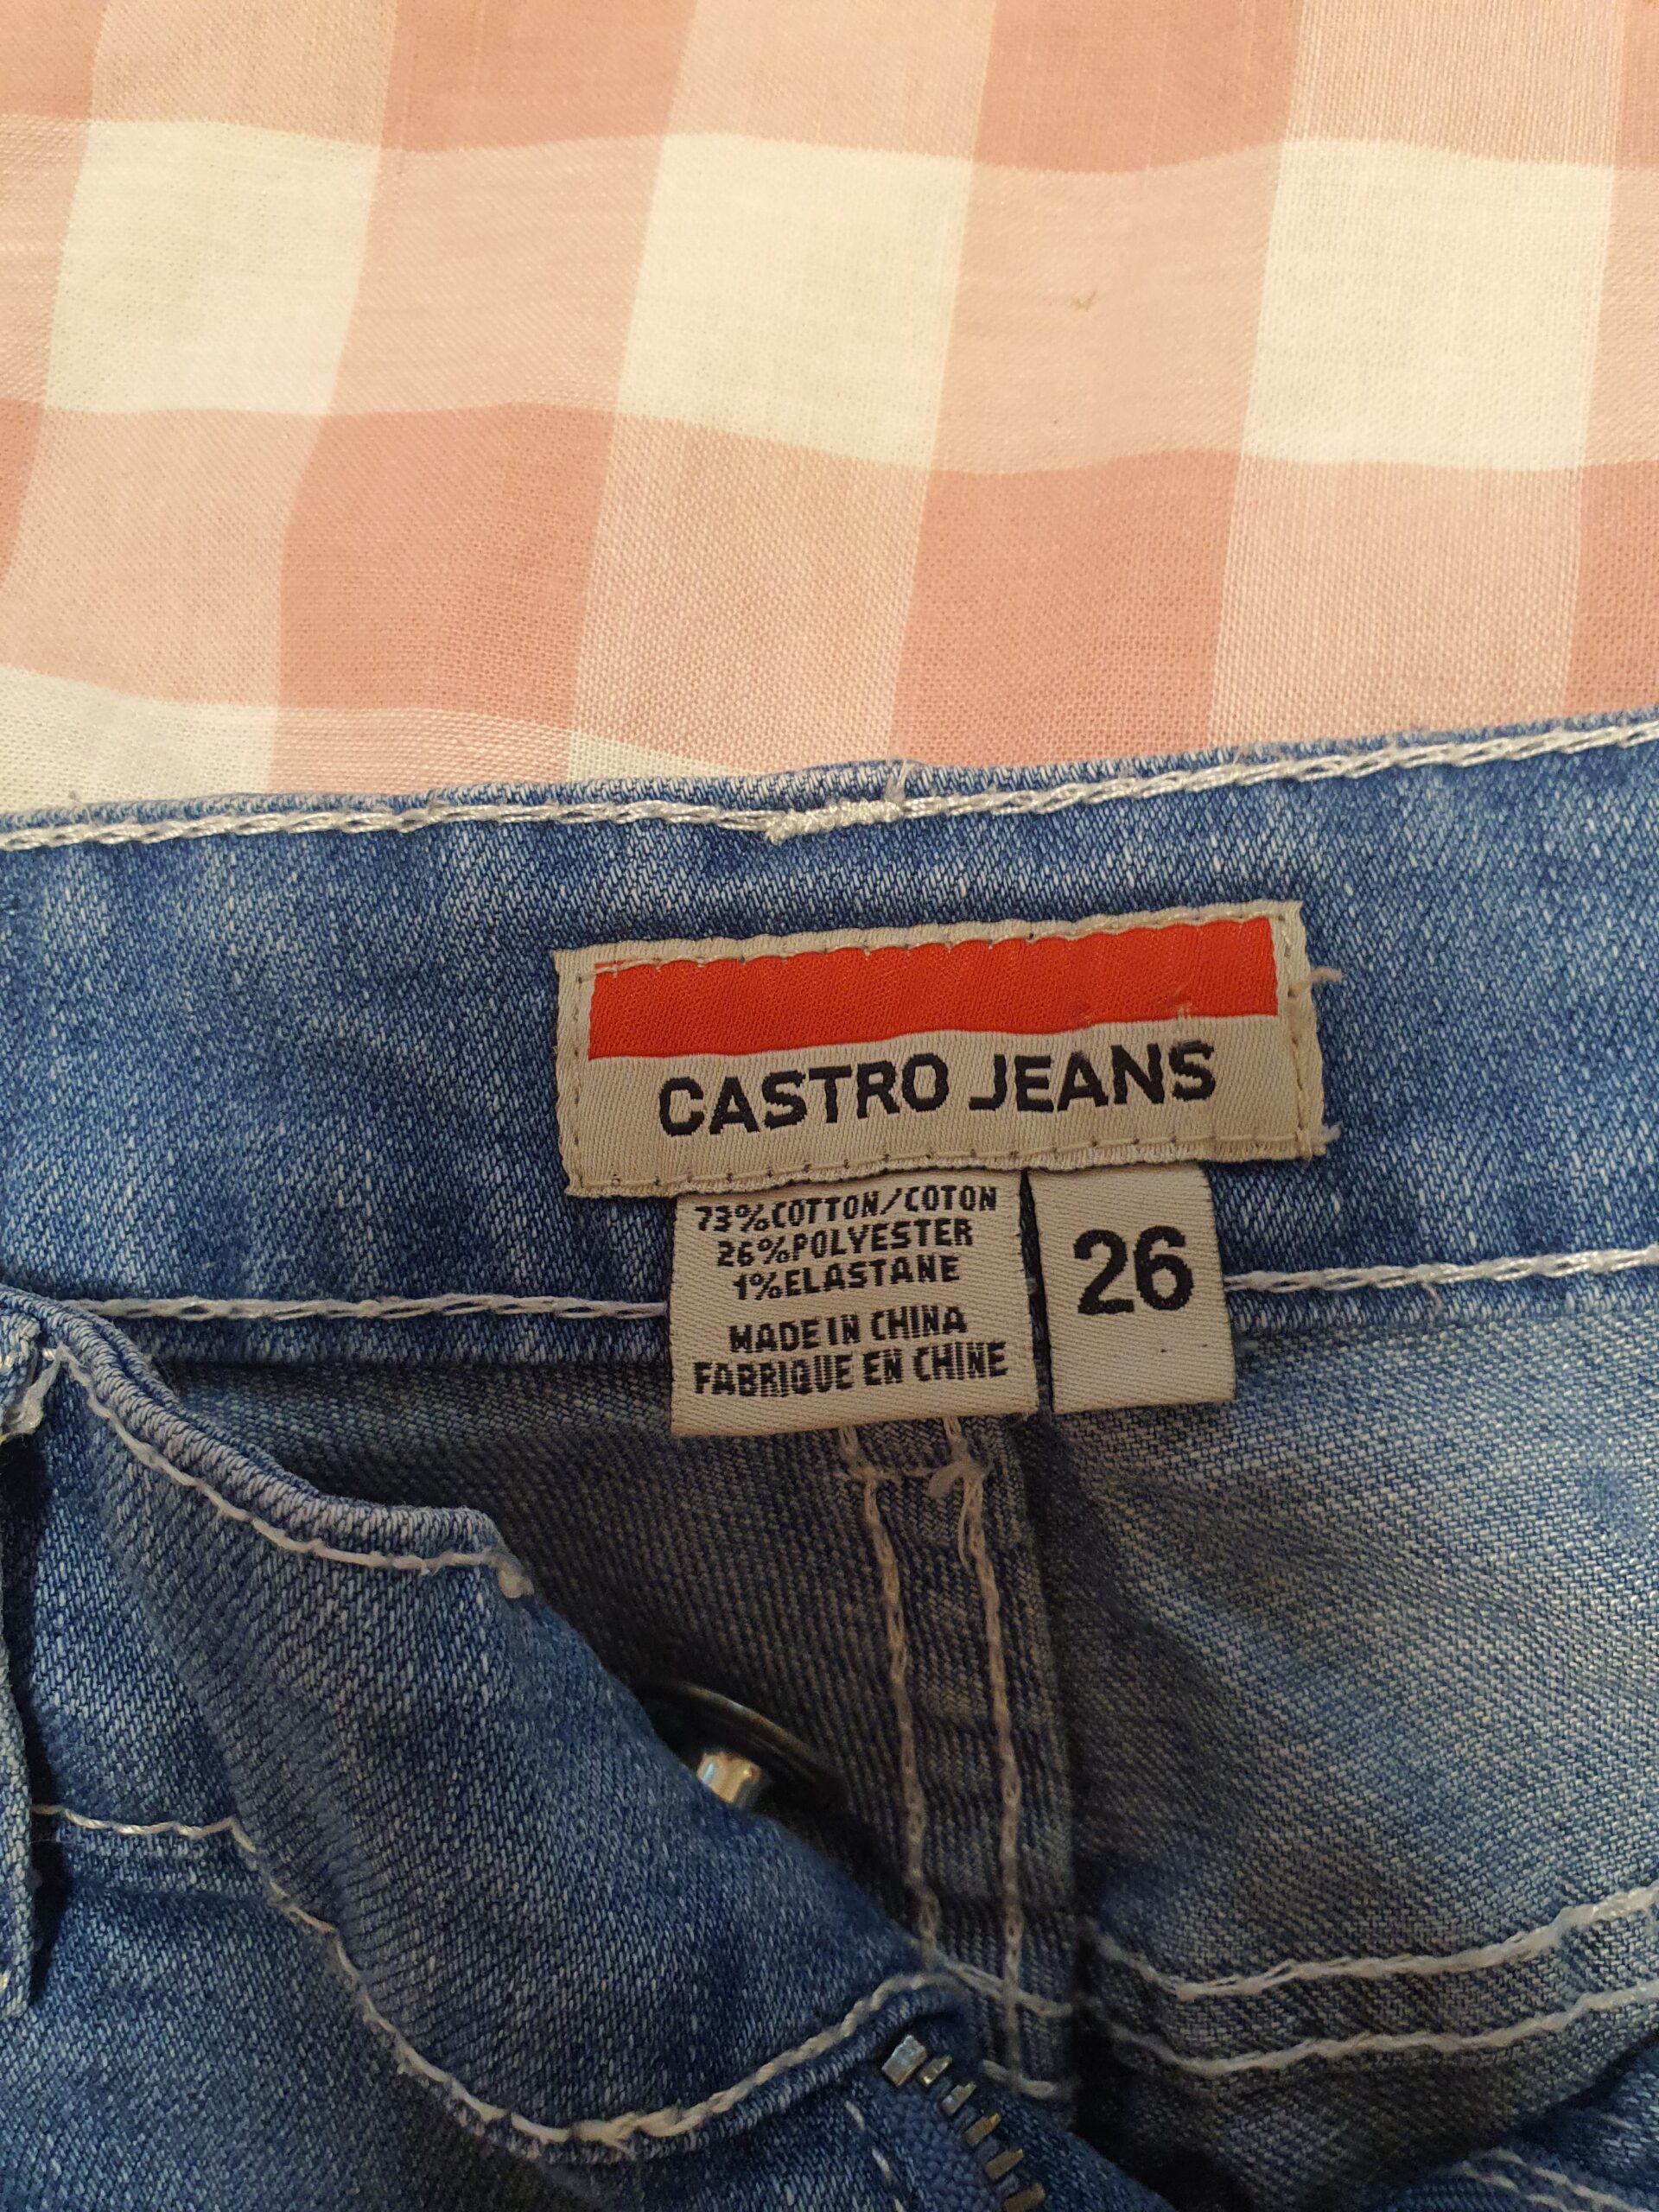 CASTRO JEANS
73%COTTON/COTON
26%POLYESTER
1%ELASTANE
MADE IN CHINA
FABRIQUE EN CHINE
26